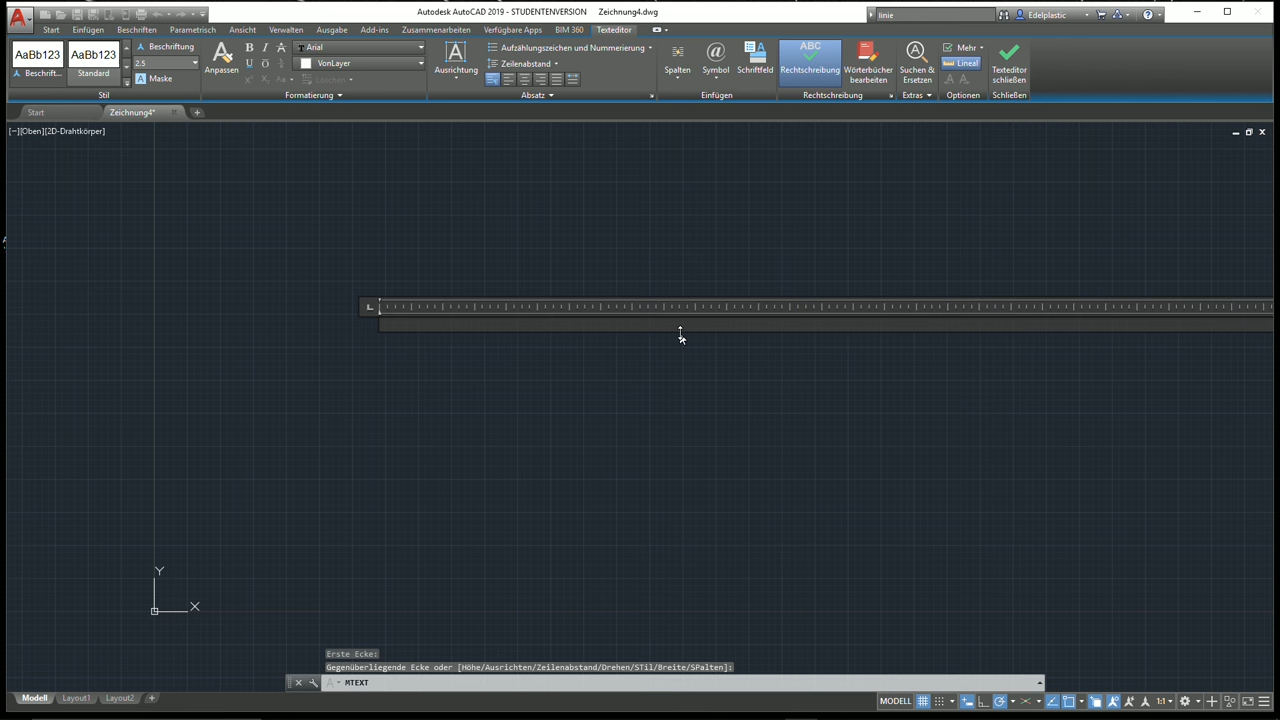 Autodesk AutoCAD 2019 - STUDENTENVERSION Zeichnung4.dwg
linie
Edelplastic
Start Einfügen Beschriften Parametrisch Ansicht Verwalten Ausgabe Add-ins Zusammenarbeiten Verfügbare Apps BIM 360 Texteditor
AaBb123 AaBb123
Beschrift... Standard
Beschriftung
2.5
Maske
Stil
Anpassen
B I A Arial
U O VonLayer
Löschen
Formatierung
Ausrichtung
Aufzählungszeichen und Nummerierung
Zeilenabstand
Absatz
Spalten
@
Symbol
Schriftfeld
Einfügen
ABC
Rechtschreibung
Wörterbücher
bearbeiten
Rechtschreibung
Suchen &
Ersetzen
Extras
Mehr
Lineal
Optionen
Texteditor
schließen
Schließen
Start Zeichnung4*
[−][Oben][2D-Drahtkörper]
Y
X
Erste Ecke:
Gegenüberliegende Ecke oder [Höhe/Ausrichten/Zeilenabstand/Drehen/STil/Breite/SPalten]:
MTEXT
Modell Layout1 Layout2 +
MODELL 1:1